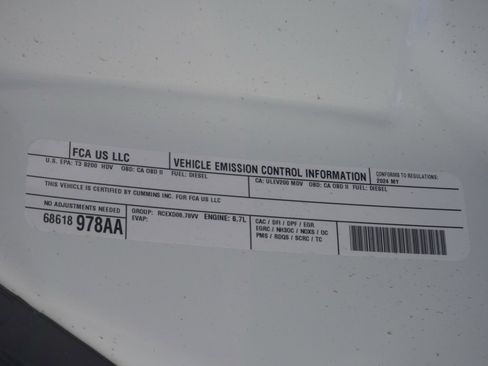 FCA US LLC
VEHICLE EMISSION CONTROL INFORMATION
CONFORMS TO REGULATIONS:
2024 MY
U.S. EPA: T3 B200 HDV OBD: CA OBD II FUEL: DIESEL
CA: ULEV200 MDV OBD: CA OBD II FUEL: DIESEL
THIS VEHICLE IS CERTIFIED BY CUMMINS INC. FOR FCA US LLC
NO ADJUSTMENTS NEEDED
68618 978AA
GROUP: RCEXD06.78VV ENGINE: 6.7L
EVAP:
CAC / DFI / DPF / EGR
EGRC / NH3OC / NOXS / OC
PMS / RDQS / SCRC / TC